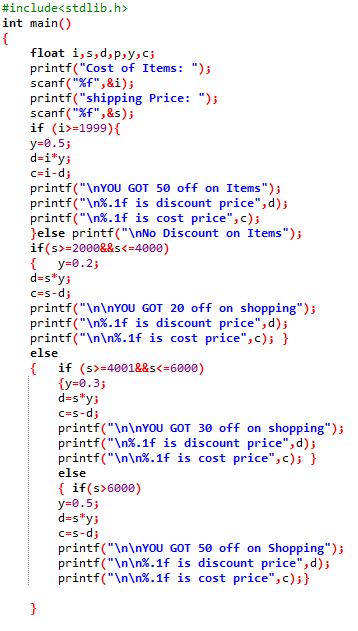 #include<stdlib.h>
int main()
{
float i,s,d,p,y,c;
printf("Cost of Items: ");
scanf("%f",&i);
printf("shipping Price: ");
scanf("%f",&s);
if (i>=1999){
y=0.5;
d=i*y;
c=i-d;
printf("\nYOU GOT 50 off on Items");
printf("\n%.1f is discount price",d);
printf("\n%.1f is cost price",c);
}else printf("\nNo Discount on Items");
if(s>=2000&&s<=4000)
{ y=0.2;
d=s*y;
c=s-d;
printf("\n\nYOU GOT 20 off on shopping");
printf("\n\n%.1f is discount price",d);
printf("\n\n%.1f is cost price",c); }
else
{ if (s>=4001&&s<=6000)
{y=0.3;
d=s*y;
c=s-d;
printf("\n\nYOU GOT 30 off on shopping");
printf("\n%.1f is discount price",d);
printf("\n\n%.1f is cost price",c); }
else
{ if(s>6000)
y=0.5;
d=s*y;
c=s-d;
printf("\n\nYOU GOT 50 off on Shopping");
printf("\n\n%.1f is discount price",d);
printf("\n\n%.1f is cost price",c);}
}